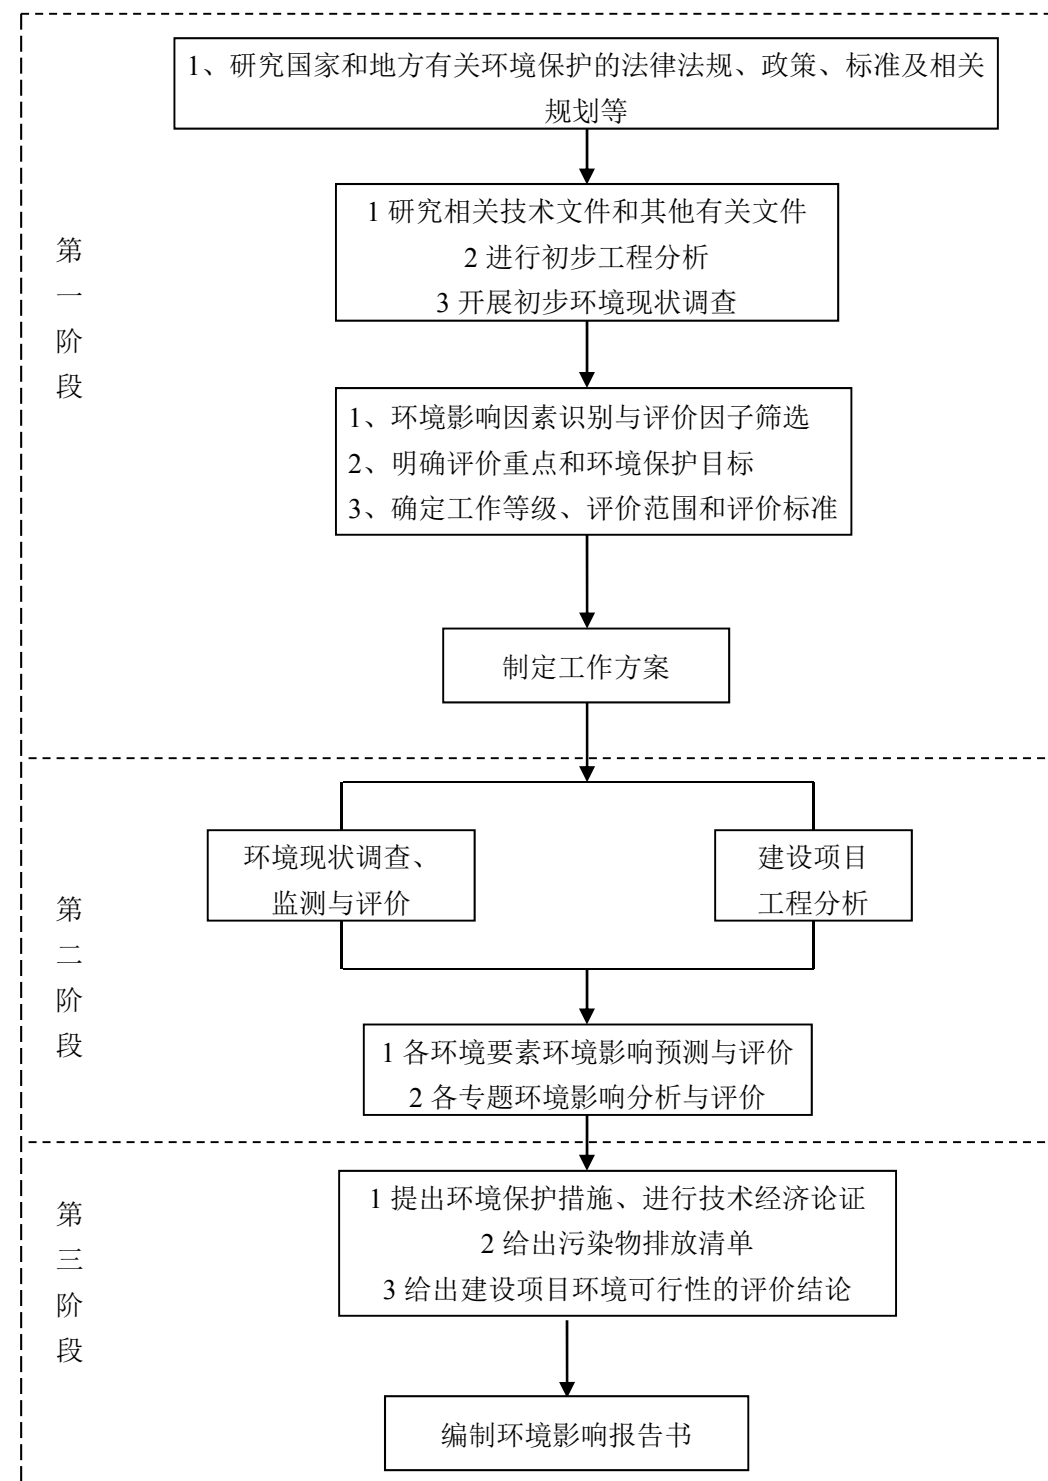 1、研究国家和地方有关环境保护的法律法规、政策、标准及相关
规划等
1 研究相关技术文件和其他有关文件
2 进行初步工程分析
3 开展初步环境现状调查
第
一
阶
段
1、环境影响因素识别与评价因子筛选
2、明确评价重点和环境保护目标
3、确定工作等级、评价范围和评价标准
制定工作方案
环境现状调查、
监测与评价
建设项目
工程分析
第
二
阶
段
1 各环境要素环境影响预测与评价
2 各专题环境影响分析与评价
第
三
阶
段
1 提出环境保护措施、进行技术经济论证
2 给出污染物排放清单
3 给出建设项目环境可行性的评价结论
编制环境影响报告书